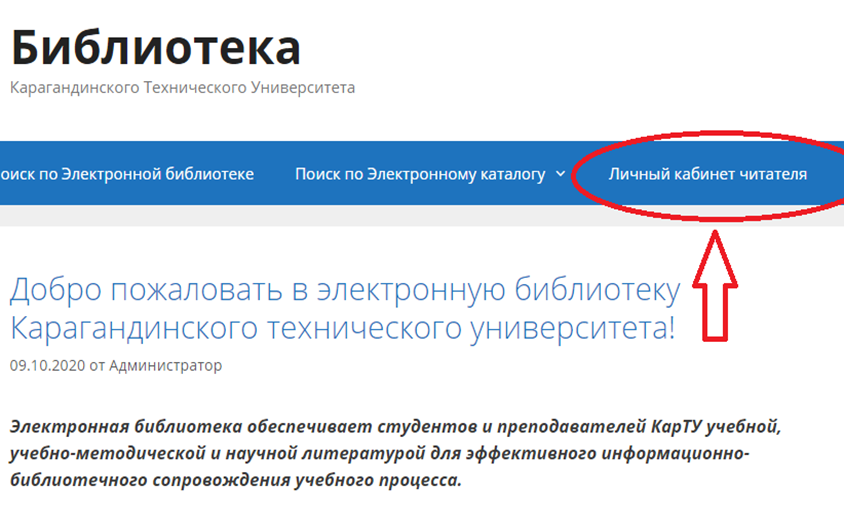 Библиотека
Карагандинского Технического Университета
оиск по Электронной библиотеке Поиск по Электронному каталогу Личный кабинет читателя
Добро пожаловать в электронную библиотеку
Карагандинского технического университета!
09.10.2020 от Администратор
Электронная библиотека обеспечивает студентов и преподавателей КарТУ учебной,
учебно-методической и научной литературой для эффективного информационно-
библиотечного сопровождения учебного процесса.